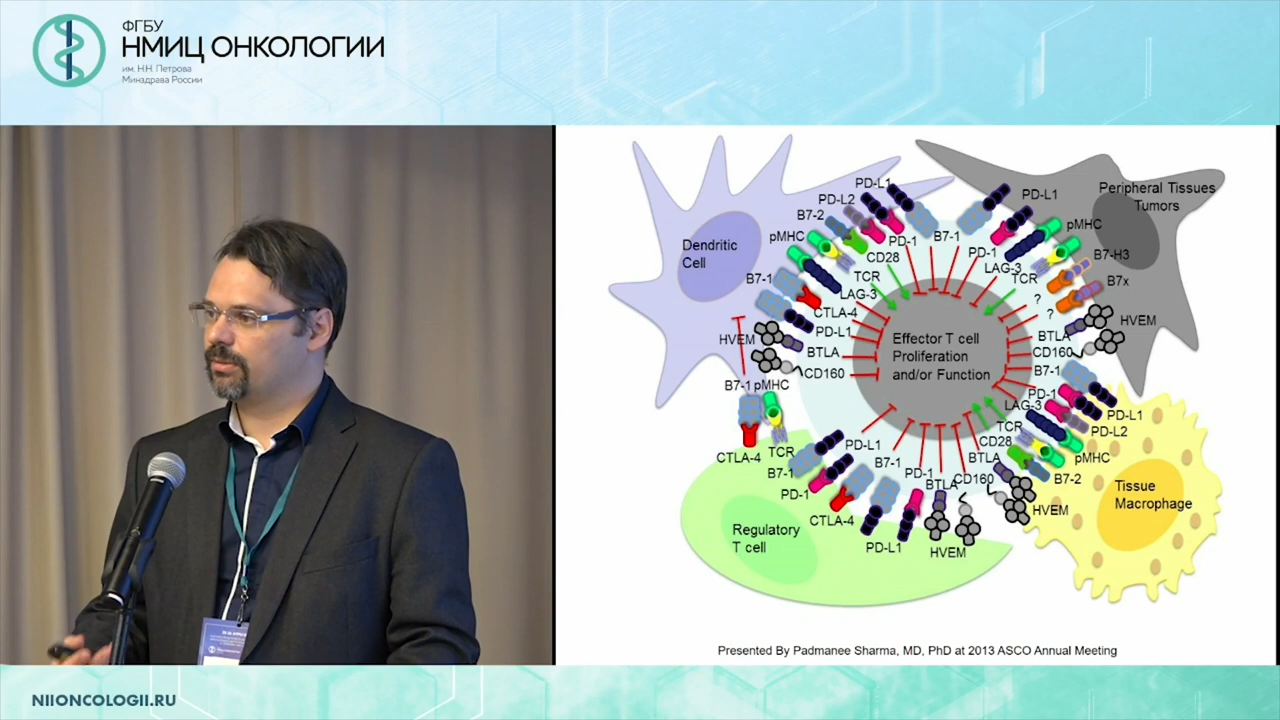 ФГБУ
НМИЦ ОНКОЛОГИИ
им. Н.Н. Петрова
Минздрава России
Dendritic
Cell
Peripheral Tissues
Tumors
PD-L1
PD-L2
B7-2
pMHC
B7-1
PD-1
CD28
TCR
LAG-3
CTLA-4
PD-L1
BTLA
CD160
HVEM
B7-1
B7-1
PD-L1
PD-1
pMHC
LAG-3
TCR
B7-H3
B7x
?
?
HVEM
BTLA
CD160
B7-1
Effector T cell
Proliferation
and/or Function
PD-1
LAG-3
TCR
CD28
BTLA
PD-L1
PD-L2
pMHC
B7-2
HVEM
Tissue
Macrophage
B7-1
pMHC
CTLA-4
TCR
B7-1
PD-L1
B7-1
PD-1
BTLA
CD160
PD-1
CTLA-4
PD-L1
HVEM
Regulatory
T cell
Presented By Padmanee Sharma, MD, PhD at 2013 ASCO Annual Meeting
NIIONCOLOGII.RU